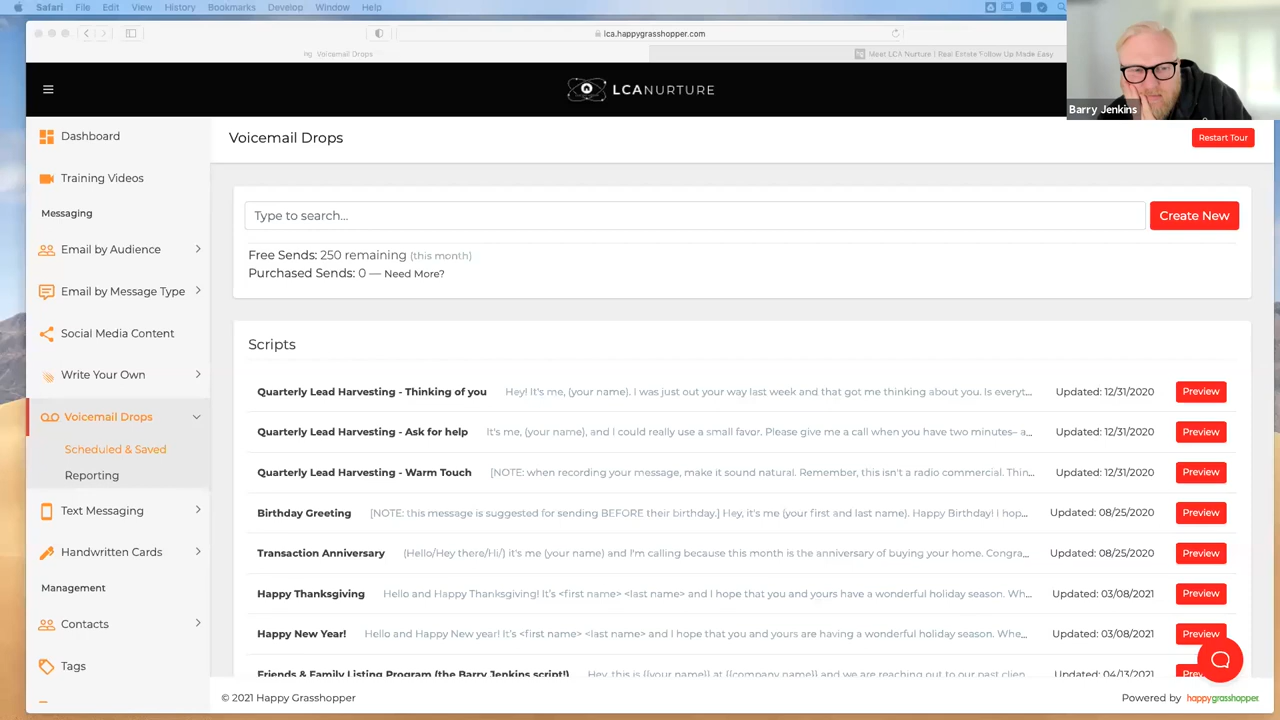 Safari File Edit View History Bookmarks Develop Window Help
lca.happygrasshopper.com
Voicemail Drops
Meet LCA Nurture | Real Estate Follow Up Made Easy
LCANURTURE
Barry Jenkins
Dashboard
Training Videos
Messaging
Email by Audience
Email by Message Type
Social Media Content
Write Your Own
Voicemail Drops
Scheduled & Saved
Reporting
Text Messaging
Handwritten Cards
Management
Contacts
Tags
Voicemail Drops
Restart Tour
Type to search...
Create New
Free Sends: 250 remaining (this month)
Purchased Sends: 0 — Need More?
Scripts
Quarterly Lead Harvesting - Thinking of you Hey! It's me, (your name). I was just out your way last week and that got me thinking about you. Is everyt... Updated: 12/31/2020 Preview
Quarterly Lead Harvesting - Ask for help It's me, (your name), and I could really use a small favor. Please give me a call when you have two minutes– a... Updated: 12/31/2020 Preview
Quarterly Lead Harvesting - Warm Touch [NOTE: when recording your message, make it sound natural. Remember, this isn't a radio commercial. Thin... Updated: 12/31/2020 Preview
Birthday Greeting [NOTE: this message is suggested for sending BEFORE their birthday.] Hey, it's me (your first and last name). Happy Birthday! I hop... Updated: 08/25/2020 Preview
Transaction Anniversary (Hello/Hey there/Hi/) it's me (your name) and I'm calling because this month is the anniversary of buying your home. Congra... Updated: 08/25/2020 Preview
Happy Thanksgiving Hello and Happy Thanksgiving! It's <first name> <last name> and I hope that you and yours have a wonderful holiday season. Wh... Updated: 03/08/2021 Preview
Happy New Year! Hello and Happy New year! It's <first name> <last name> and I hope that you and yours are having a wonderful holiday season. Whe... Updated: 03/08/2021 Preview
Friends & Family Listing Program (the Barry Jenkins script!) Hey, this is {{your name}} at {{company name}} and we are reaching out to our past clien... Updated: 04/13/2021
© 2021 Happy Grasshopper
Powered by happygrasshopper